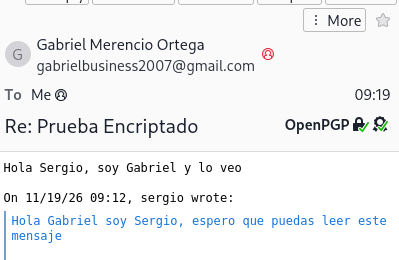 More
Gabriel Merencio Ortega
G
gabrielbusiness2007@gmail.com
To Me 09:19
Re: Prueba Encriptado OpenPGP
Hola Sergio, soy Gabriel y lo veo
On 11/19/26 09:12, sergio wrote:
Hola Gabriel soy Sergio, espero que puedas leer este
mensaje